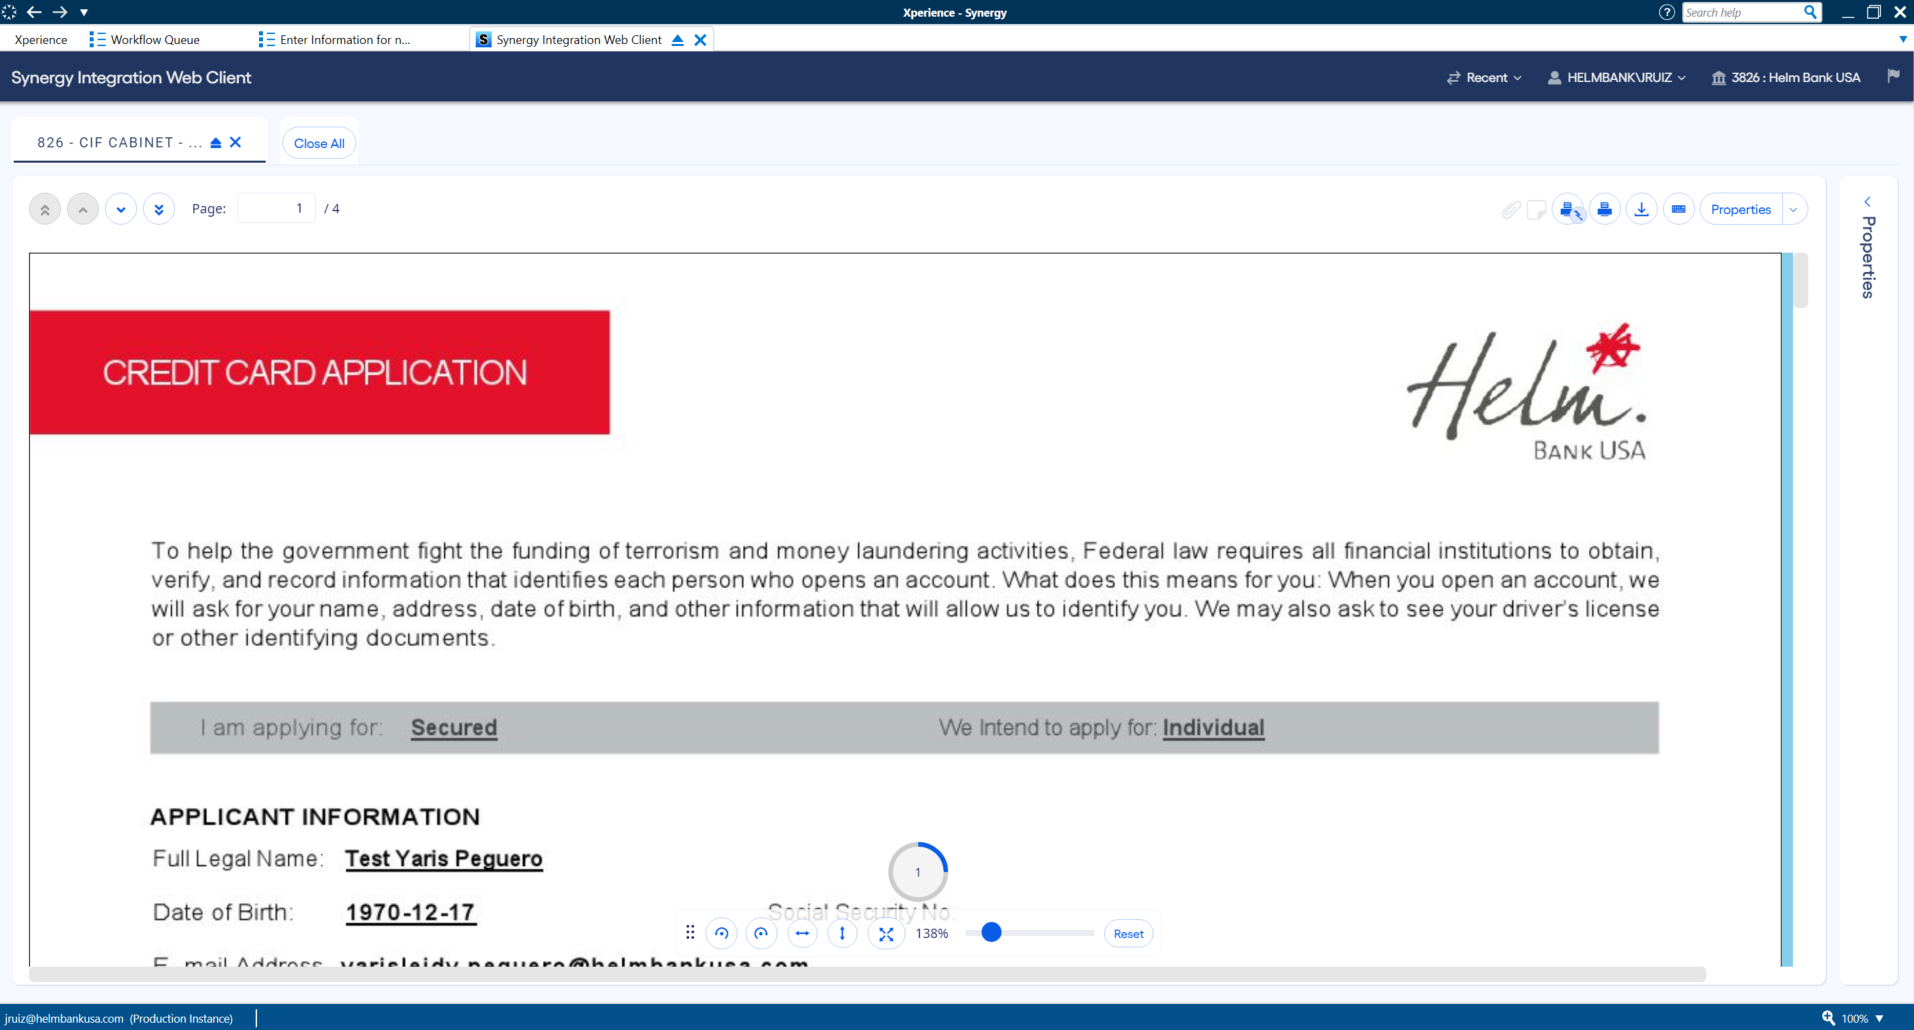 Xperience - Synergy
Search help
Xperience
Workflow Queue
Enter Information for n...
Synergy Integration Web Client
Synergy Integration Web Client
Recent
HELMBANK\JRUIZ
3826 : Helm Bank USA
826 - CIF CABINET - ...
Close All
Page: 1 / 4
Properties
Properties
CREDIT CARD APPLICATION
Helm.
BANK USA
To help the government fight the funding of terrorism and money laundering activities, Federal law requires all financial institutions to obtain,
verify, and record information that identifies each person who opens an account. What does this means for you: When you open an account, we
will ask for your name, address, date of birth, and other information that will allow us to identify you. We may also ask to see your driver's license
or other identifying documents.
I am applying for: Secured
We Intend to apply for: Individual
APPLICANT INFORMATION
Full Legal Name: Test Yaris Peguero
1
Date of Birth: 1970-12-17
Social Security No:
138%
Reset
E-mail Address yarisleidy.peguero@helmbankusa.com
jruiz@helmbankusa.com (Production Instance)
100%